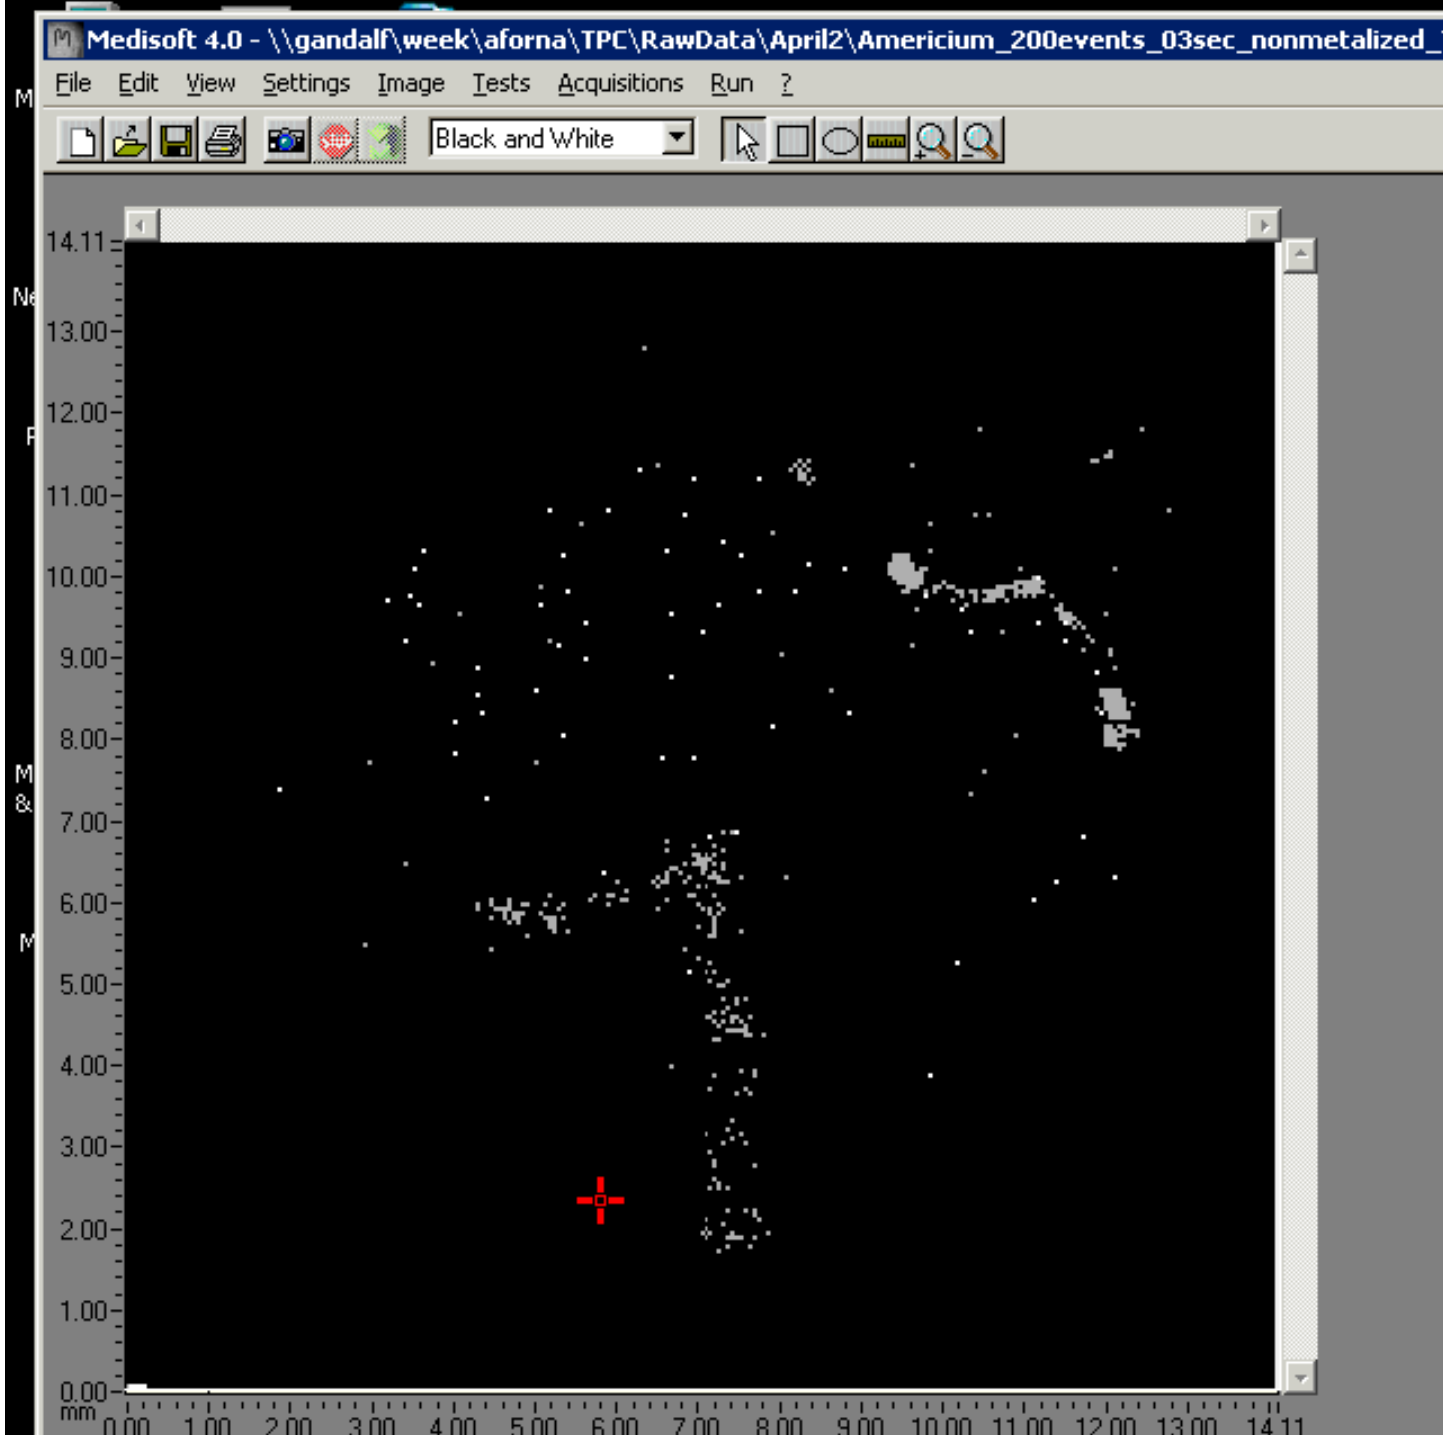 Medisoft 4.0 - \\gandalf\week\aforna\TPC\RawData\April2\Americium_200events_03sec_nonmetalized_
File Edit View Settings Image Tests Acquisitions Run ?
M
Black and White
14.11
Ne
13.00
12.00
11.00
10.00
9.00
8.00
M
&
7.00
6.00
M
5.00
4.00
3.00
2.00
1.00
0.00
mm
0.00 1.00 2.00 3.00 4.00 5.00 6.00 7.00 8.00 9.00 10.00 11.00 12.00 13.00 14.11